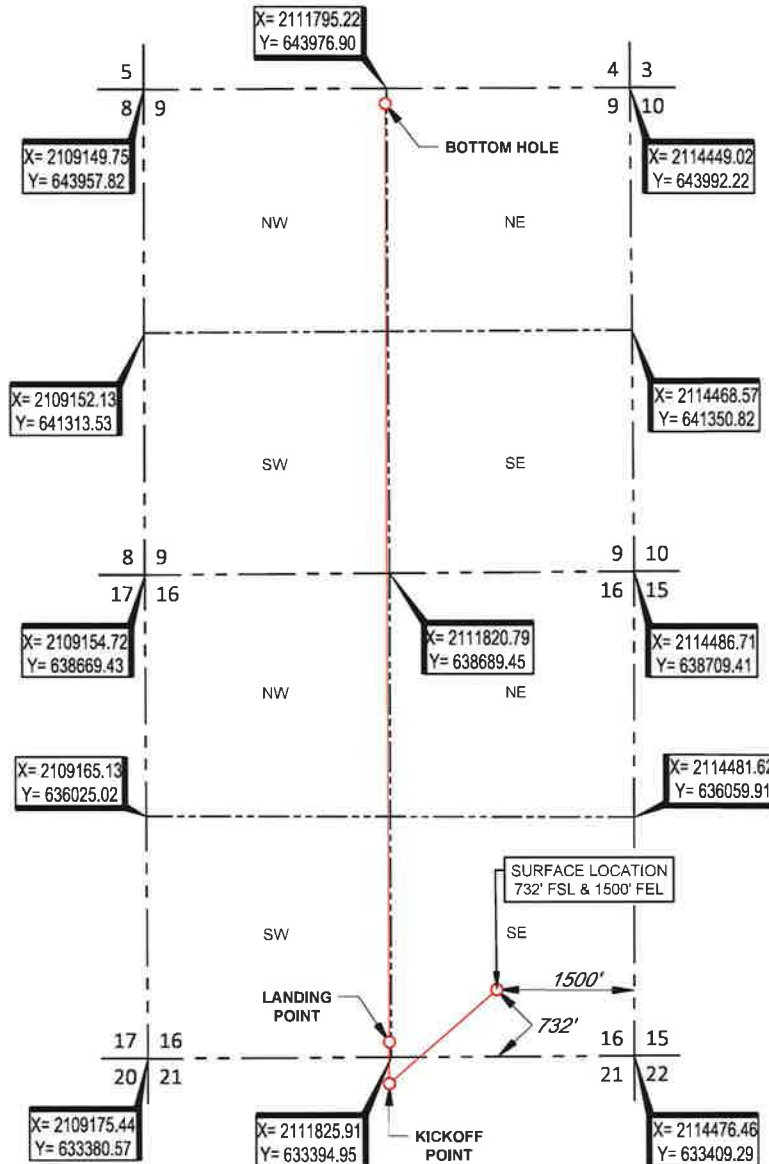 X= 2111795.22
Y= 643976.90
5
4 3
8 9
9 10
BOTTOM HOLE
X= 2109149.75
Y= 643957.82
X= 2114449.02
Y= 643992.22
NW
NE
X= 2109152.13
Y= 641313.53
X= 2114468.57
Y= 641350.82
SW
SE
8 9
9 10
17 16
16 15
X= 2109154.72
Y= 638669.43
X= 2111820.79
Y= 638689.45
X= 2114486.71
Y= 638709.41
NW
NE
X= 2109165.13
Y= 636025.02
X= 2114481.62
Y= 636059.91
SURFACE LOCATION
732' FSL & 1500' FEL
SW
SE
1500'
LANDING
POINT
732'
17 16
16 15
20 21
21 22
X= 2109175.44
Y= 633380.57
X= 2111825.91
Y= 633394.95
KICKOFF
POINT
X= 2114476.46
Y= 633409.29